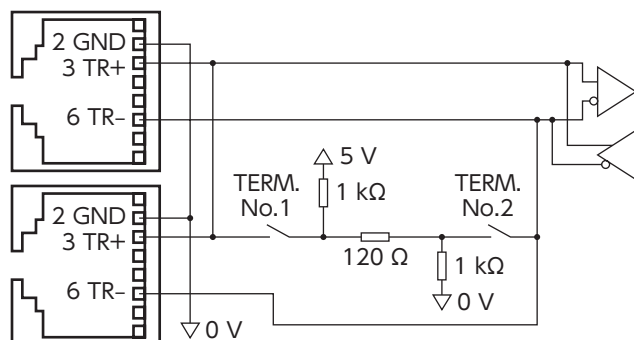 2 GND
3 TR+
6 TR−
5 V
TERM.
No.1
1 kΩ
TERM.
No.2
2 GND
3 TR+
120 Ω
1 kΩ
6 TR−
0 V
0 V